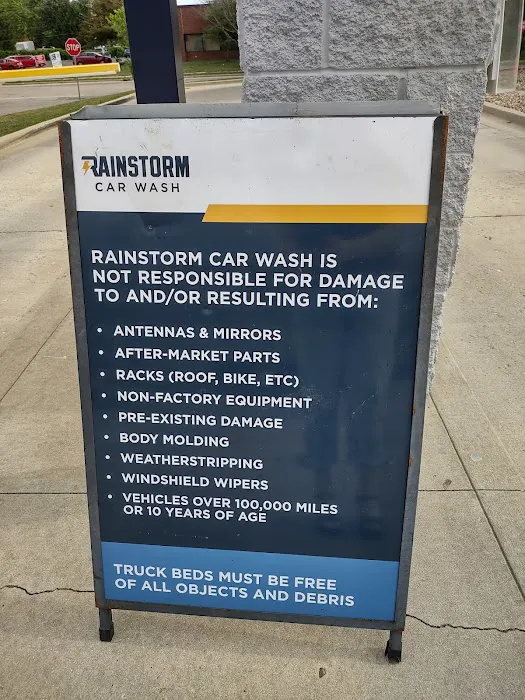 STOP
RAINSTORM
CAR WASH
RAINSTORM CAR WASH IS
NOT RESPONSIBLE FOR DAMAGE
TO AND/OR RESULTING FROM:
• ANTENNAS & MIRRORS
• AFTER-MARKET PARTS
• RACKS (ROOF, BIKE, ETC)
• NON-FACTORY EQUIPMENT
• PRE-EXISTING DAMAGE
• BODY MOLDING
• WEATHERSTRIPPING
• WINDSHIELD WIPERS
• VEHICLES OVER 100,000 MILES
OR 10 YEARS OF AGE
TRUCK BEDS MUST BE FREE
OF ALL OBJECTS AND DEBRIS